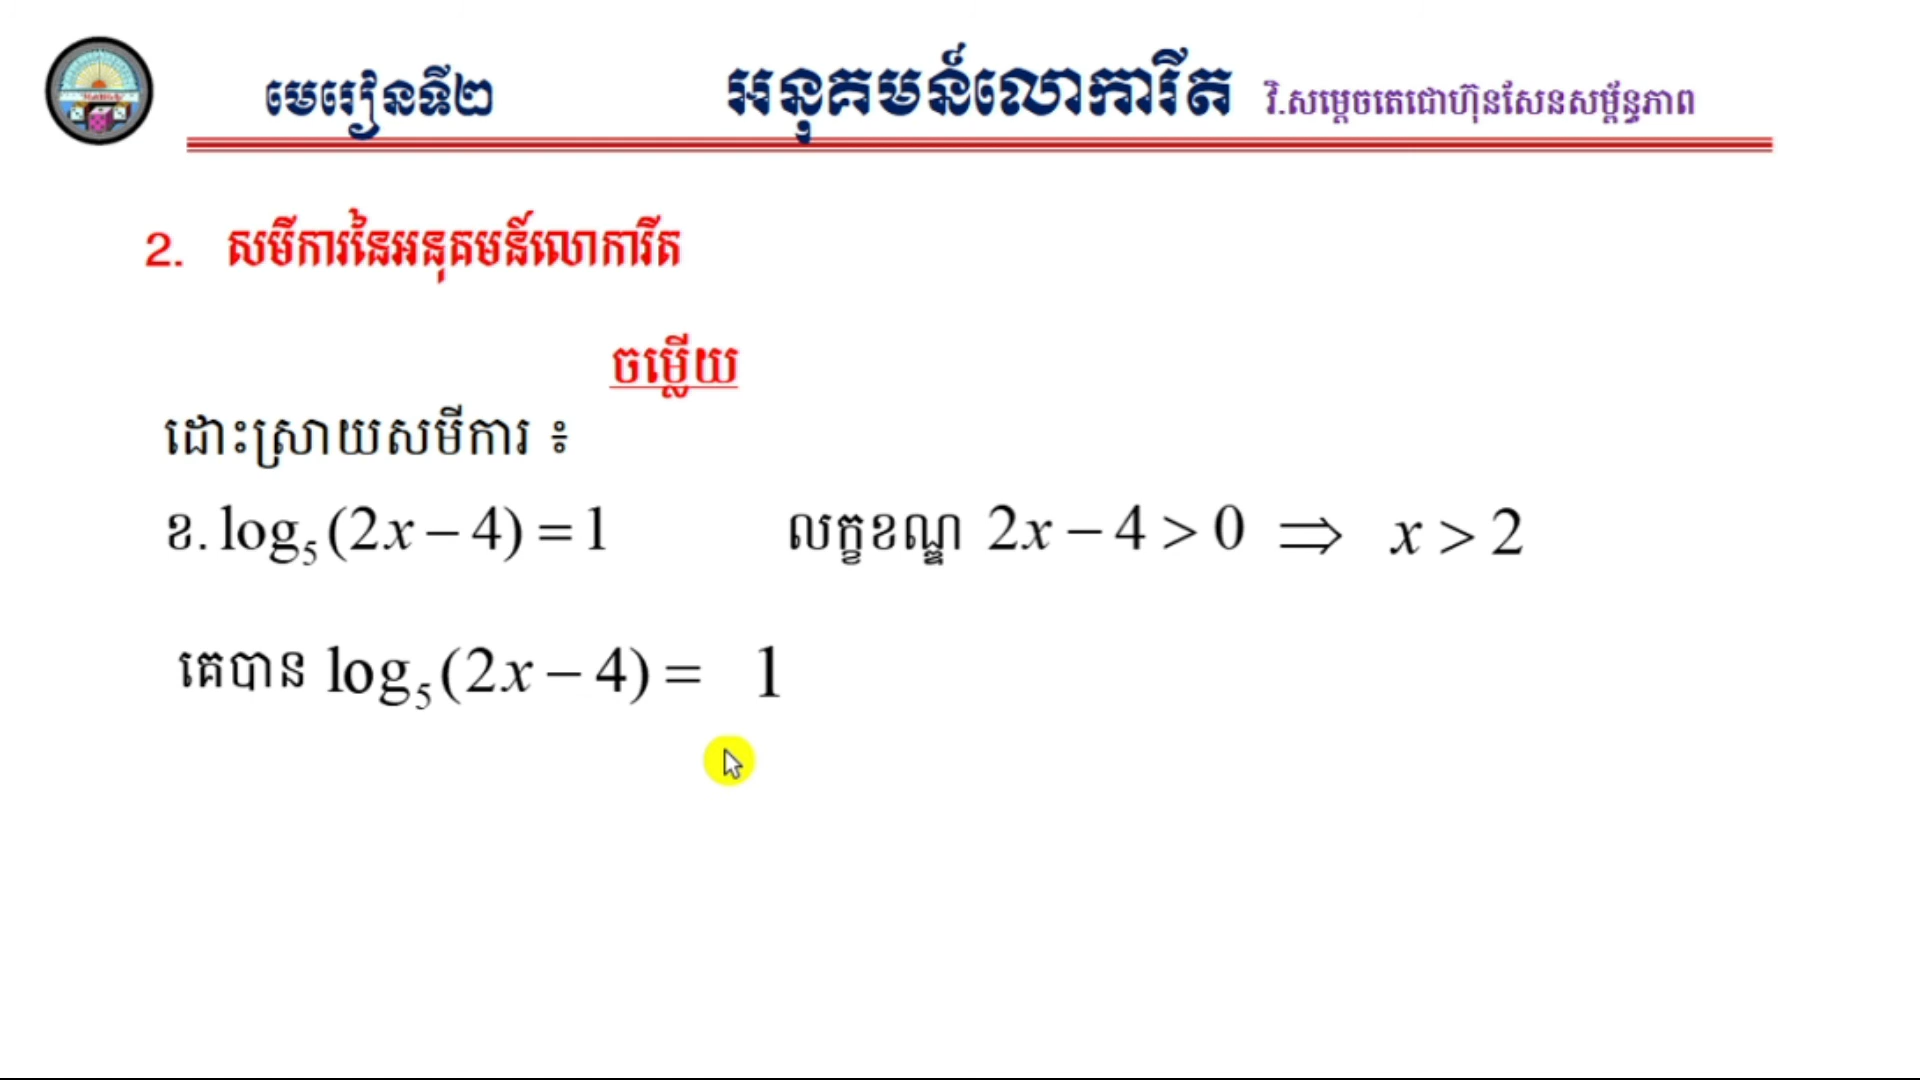 មេរៀនទី២ អនុគមន៍លោការីត វិ.សម្តេចតេជោហ៊ុនសែនសម្ព័ន្ធភាព
2. សមីការនៃអនុគមន៍លោការីត
ចម្លើយ
ដោះស្រាយសមីការ ៖
ខ. log₅(2x − 4) = 1 លក្ខខណ្ឌ 2x − 4 > 0 ⇒ x > 2
គេបាន log₅(2x − 4) = 1